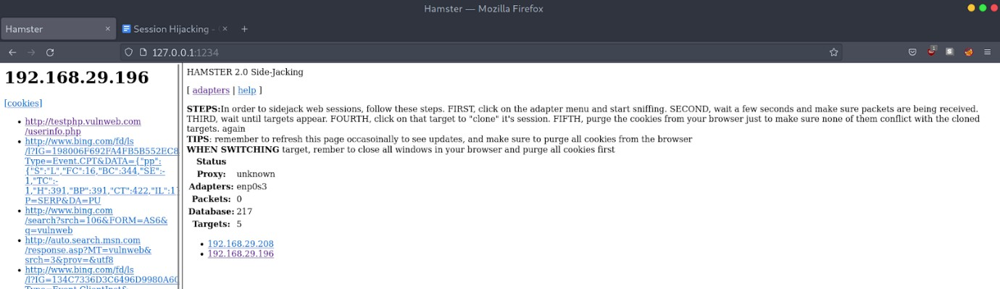 Hamster — Mozilla Firefox
Hamster
Session Hijacking -
127.0.0.1:1234
1
S
192.168.29.196
[cookies]
http://testphp.vulnweb.com
/userinfo.php
http://www.bing.com/fd/ls
/l?IG=198006F692FA4FB5B552EC8
Type=Event.CPT&DATA={"pp":
{"S":"L","FC":16,"BC":344,"SE":-
1,"TC":-
1,"H":391,"BP":391,"CT":422,"IL":1
P=SERP&DA=PU
http://www.bing.com
/search?srch=106&FORM=AS6&
q=vulnweb
http://auto.search.msn.com
/response.asp?MT=vulnweb&
srch=3&prov=&utf8
http://www.bing.com/fd/ls
/l?IG=134C7336D3C6496D9980A60
Type=Event.ClientInst&
HAMSTER 2.0 Side-Jacking
[ adapters | help ]
STEPS:In order to sidejack web sessions, follow these steps. FIRST, click on the adapter menu and start sniffing. SECOND, wait a few seconds and make sure packets are being received.
THIRD, wait until targets appear. FOURTH, click on that target to "clone" it's session. FIFTH, purge the cookies from your browser just to make sure none of them conflict with the cloned
targets. again
TIPS: remember to refresh this page occasoinally to see updates, and make sure to purge all cookies from the browser
WHEN SWITCHING target, rember to close all windows in your browser and purge all cookies first
Status
Proxy: unknown
Adapters: enp0s3
Packets: 0
Database: 217
Targets: 5
192.168.29.208
192.168.29.196